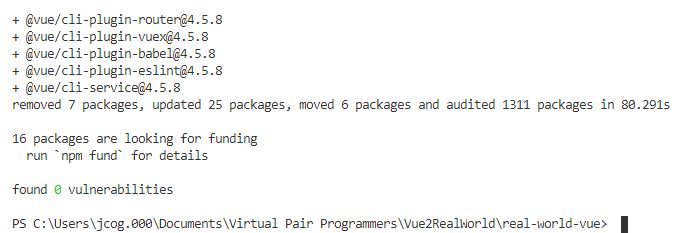 + @vue/cli-plugin-router@4.5.8
+ @vue/cli-plugin-vuex@4.5.8
+ @vue/cli-plugin-babel@4.5.8
+ @vue/cli-plugin-eslint@4.5.8
+ @vue/cli-service@4.5.8
removed 7 packages, updated 25 packages, moved 6 packages and audited 1311 packages in 80.291s
16 packages are looking for funding
  run `npm fund` for details
found 0 vulnerabilities
PS C:\Users\jcog.000\Documents\Virtual Pair Programmers\Vue2RealWorld\real-world-vue>